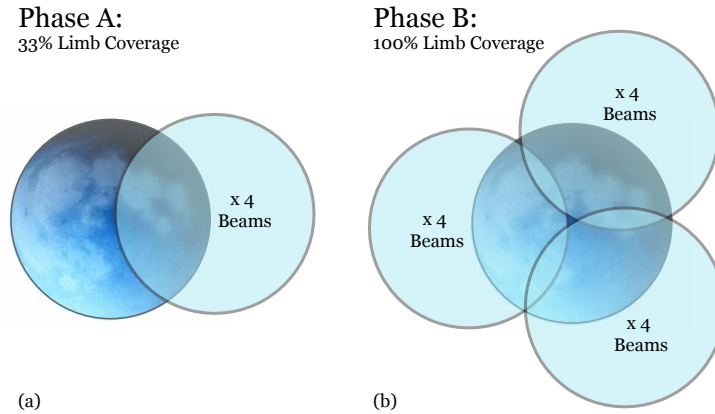 Phase A:
33% Limb Coverage
x 4
Beams
(a)
Phase B:
100% Limb Coverage
x 4
Beams
x 4
Beams
x 4
Beams
(b)